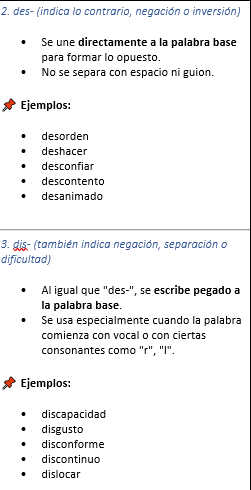 2. des- (indica lo contrario, negación o inversión)
• Se une directamente a la palabra base
para formar lo opuesto.
• No se separa con espacio ni guion.
📌 Ejemplos:
• desorden
• deshacer
• desconfiar
• descontento
• desanimado
3. dis- (también indica negación, separación o
dificultad)
• Al igual que "des-", se escribe pegado a
la palabra base.
• Se usa especialmente cuando la palabra
comienza con vocal o con ciertas
consonantes como "r", "l".
📌 Ejemplos:
• discapacidad
• disgusto
• disconforme
• discontinuo
• dislocar